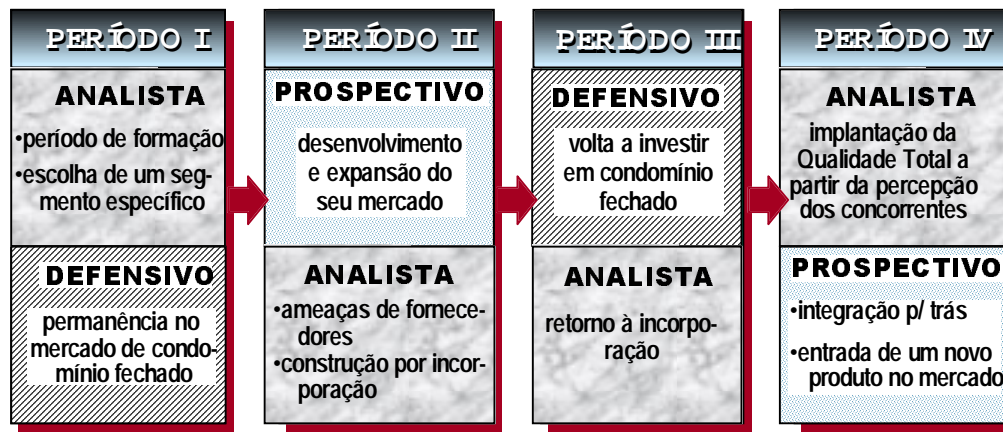 PERÍODO I
ANALISTA
•período de formação
•escolha de um seg-
mento específico
DEFENSIVO
permanência no
mercado de condo-
mínio fechado
PERÍODO II
PROSPECTIVO
desenvolvimento
e expansão do
seu mercado
ANALISTA
•ameaças de fornece-
dores
•construção por incor-
poração
PERÍODO III
DEFENSIVO
volta a investir
em condomínio
fechado
ANALISTA
retorno à incorpo-
ração
PERÍODO IV
ANALISTA
implantação da
Qualidade Total a
partir da percepção
dos concorrentes
PROSPECTIVO
•integração p/ trás
•entrada de um novo
produto no mercado